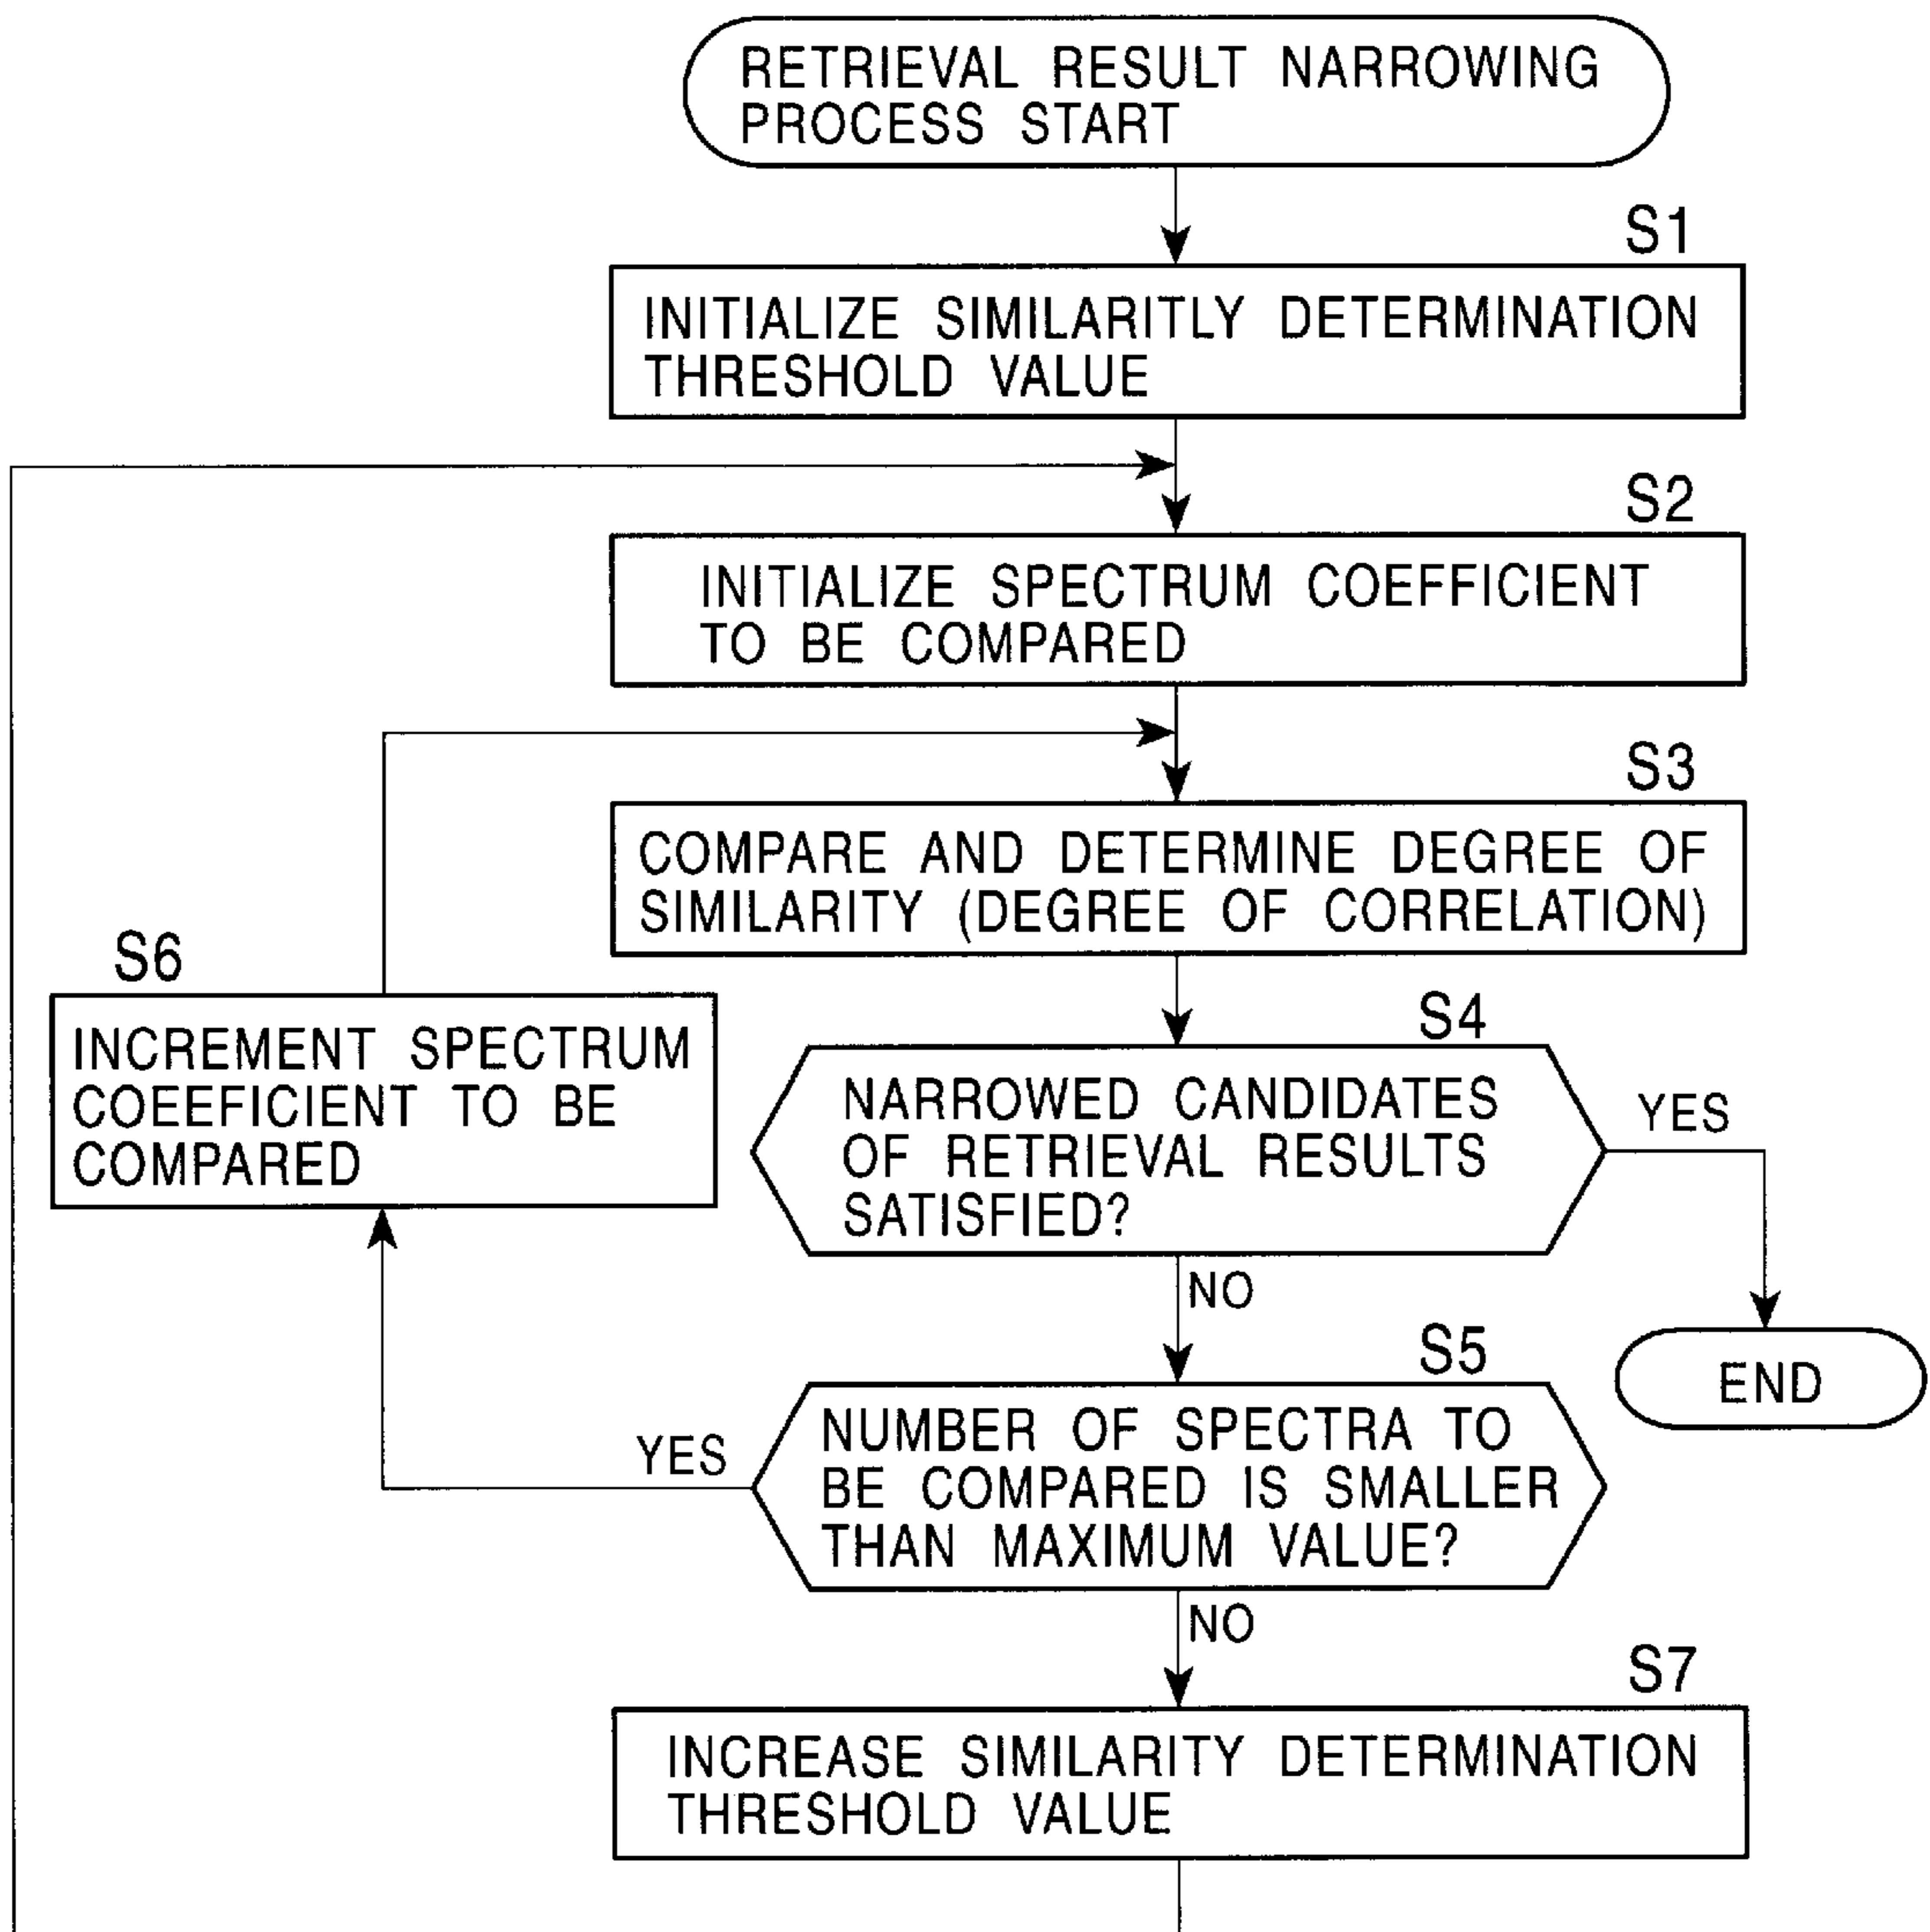 RETRIEVAL RESULT NARROWING
PROCESS START
S1
INITIALIZE SIMILARITLY DETERMINATION
THRESHOLD VALUE
S2
INITIALIZE SPECTRUM COEFFICIENT
TO BE COMPARED
S3
COMPARE AND DETERMINE DEGREE OF
SIMILARITY (DEGREE OF CORRELATION)
S6
INCREMENT SPECTRUM
COEEFICIENT TO BE
COMPARED
S4
NARROWED CANDIDATES
OF RETRIEVAL RESULTS
SATISFIED?
YES
NO
END
S5
NUMBER OF SPECTRA TO
BE COMPARED IS SMALLER
THAN MAXIMUM VALUE?
YES
NO
S7
INCREASE SIMILARITY DETERMINATION
THRESHOLD VALUE